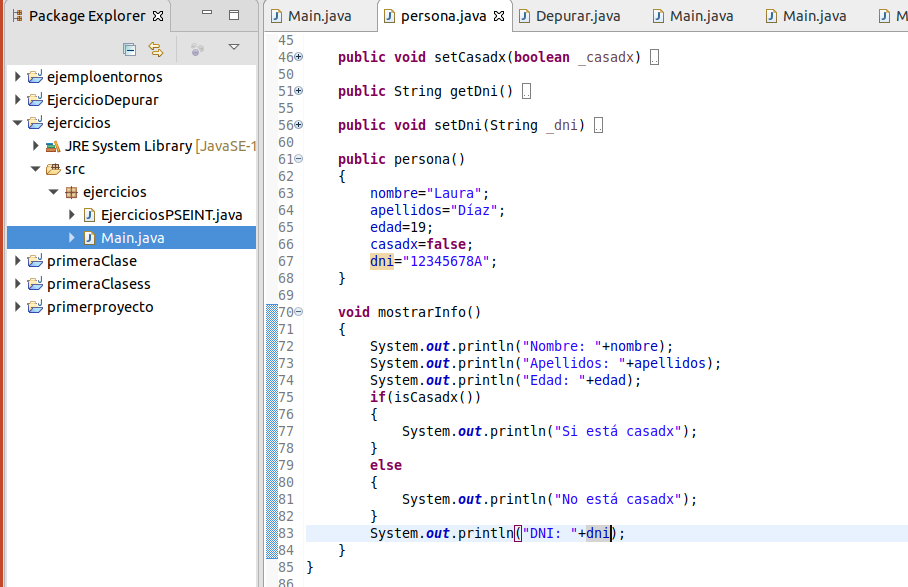 Package Explorer
ejemploentornos
EjercicioDepurar
ejercicios
JRE System Library [JavaSE-1
src
ejercicios
EjerciciosPSEINT.java
Main.java
primeraClase
primeraClasess
primerproyecto
Main.java persona.java Depurar.java Main.java Main.java M
45
46 public void setCasadx(boolean _casadx)
50
51 public String getDni()
55
56 public void setDni(String _dni)
60
61 public persona()
62 {
63 nombre="Laura";
64 apellidos="Díaz";
65 edad=19;
66 casadx=false;
67 dni="12345678A";
68 }
69
70 void mostrarInfo()
71 {
72 System.out.println("Nombre: "+nombre);
73 System.out.println("Apellidos: "+apellidos);
74 System.out.println("Edad: "+edad);
75 if(isCasadx())
76 {
77 System.out.println("Si está casadx");
78 }
79 else
80 {
81 System.out.println("No está casadx");
82 }
83 System.out.println("DNI: "+dni);
84 }
85 }
86